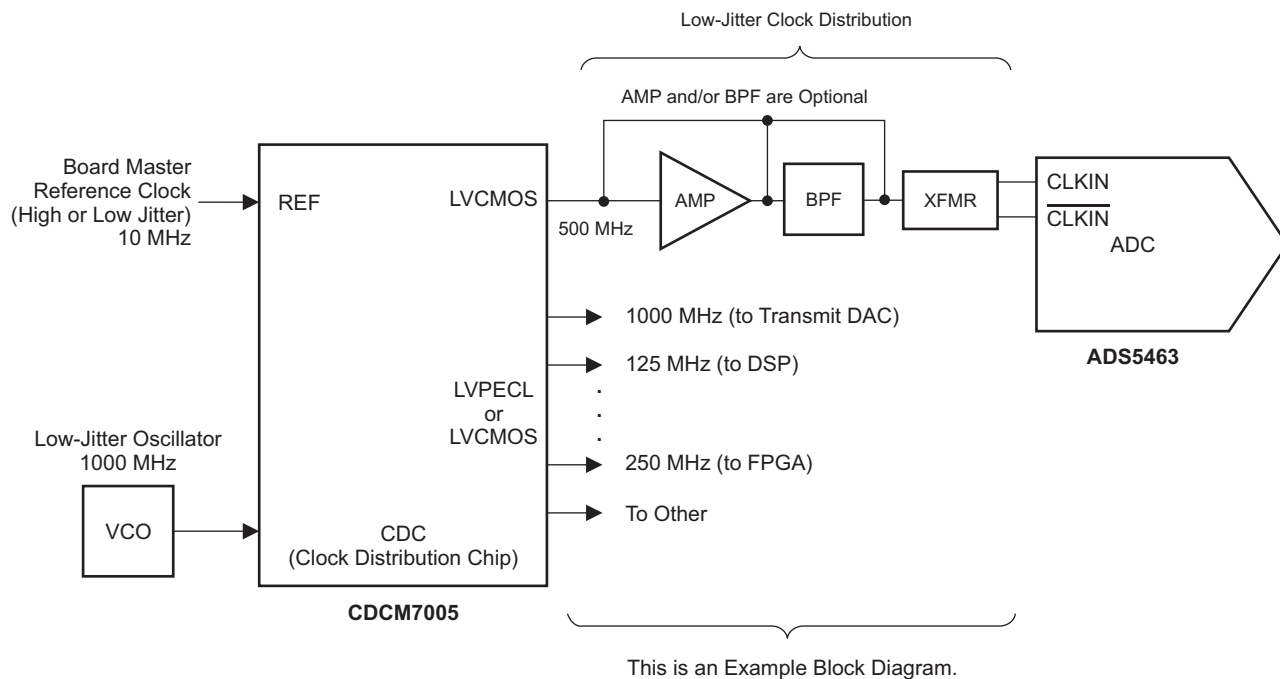 Low-Jitter Clock Distribution
AMP and/or BPF are Optional
Board Master
Reference Clock
(High or Low Jitter)
10 MHz
REF
LVCMOS
500 MHz
AMP
BPF
XFMR
CLKIN
CLKIN
ADC
ADS5463
1000 MHz (to Transmit DAC)
125 MHz (to DSP)
LVPECL
or
LVCMOS
250 MHz (to FPGA)
To Other
Low-Jitter Oscillator
1000 MHz
VCO
CDC
(Clock Distribution Chip)
CDCM7005
This is an Example Block Diagram.